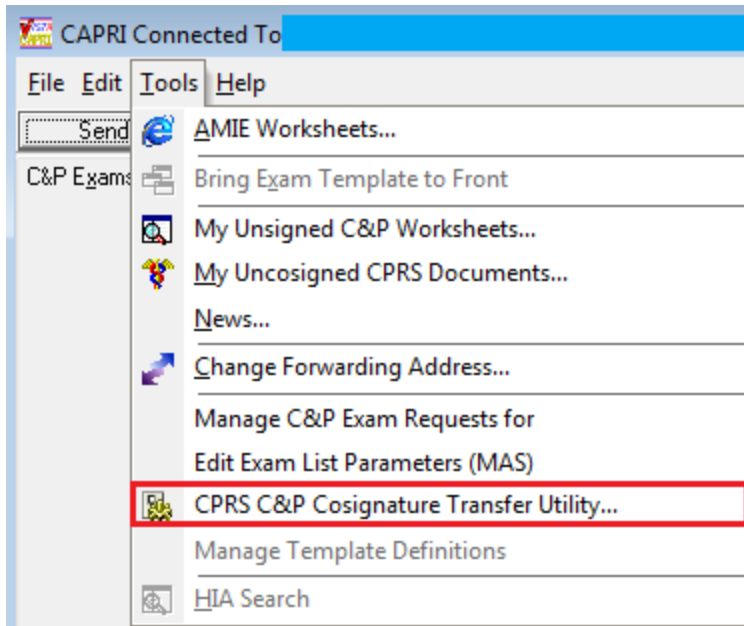 CAPRI Connected To
File Edit Tools Help
Send
C&P Exams
AMIE Worksheets...
Bring Exam Template to Front
My Unsigned C&P Worksheets...
My Uncosigned CPRS Documents...
News...
Change Forwarding Address...
Manage C&P Exam Requests for
Edit Exam List Parameters (MAS)
CPRS C&P Cosignature Transfer Utility...
Manage Template Definitions
HIA Search